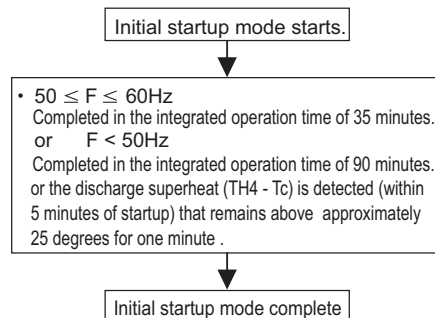 Initial startup mode starts.
• 50 ≤ F ≤ 60Hz
Completed in the integrated operation time of 35 minutes.
or F < 50Hz
Completed in the integrated operation time of 90 minutes.
or the discharge superheat (TH4 - Tc) is detected (within
5 minutes of startup) that remains above approximately
25 degrees for one minute .
Initial startup mode complete